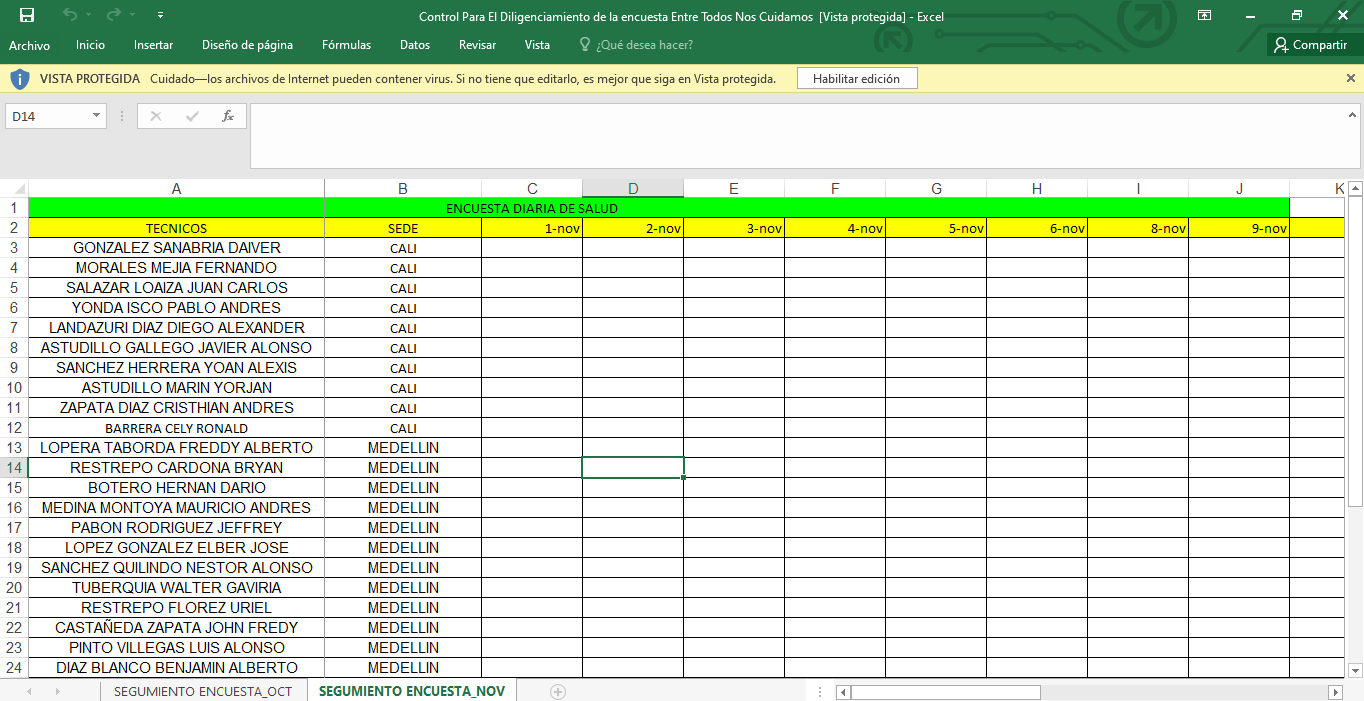 Control Para El Diligenciamiento de la encuesta Entre Todos Nos Cuidamos [Vista protegida] - Excel
Archivo Inicio Insertar Diseño de página Fórmulas Datos Revisar Vista ¿Qué desea hacer? Compartir
VISTA PROTEGIDA Cuidado—los archivos de Internet pueden contener virus. Si no tiene que editarlo, es mejor que siga en Vista protegida. Habilitar edición
D14 fx
A B C D E F G H I J K
1 ENCUESTA DIARIA DE SALUD
2 TECNICOS SEDE 1-nov 2-nov 3-nov 4-nov 5-nov 6-nov 8-nov 9-nov
3 GONZALEZ SANABRIA DAIVER CALI
4 MORALES MEJIA FERNANDO CALI
5 SALAZAR LOAIZA JUAN CARLOS CALI
6 YONDA ISCO PABLO ANDRES CALI
7 LANDAZURI DIAZ DIEGO ALEXANDER CALI
8 ASTUDILLO GALLEGO JAVIER ALONSO CALI
9 SANCHEZ HERRERA YOAN ALEXIS CALI
10 ASTUDILLO MARIN YORJAN CALI
11 ZAPATA DIAZ CRISTHIAN ANDRES CALI
12 BARRERA CELY RONALD CALI
13 LOPERA TABORDA FREDDY ALBERTO MEDELLIN
14 RESTREPO CARDONA BRYAN MEDELLIN
15 BOTERO HERNAN DARIO MEDELLIN
16 MEDINA MONTOYA MAURICIO ANDRES MEDELLIN
17 PABON RODRIGUEZ JEFFREY MEDELLIN
18 LOPEZ GONZALEZ ELBER JOSE MEDELLIN
19 SANCHEZ QUILINDO NESTOR ALONSO MEDELLIN
20 TUBERQUIA WALTER GAVIRIA MEDELLIN
21 RESTREPO FLOREZ URIEL MEDELLIN
22 CASTAÑEDA ZAPATA JOHN FREDY MEDELLIN
23 PINTO VILLEGAS LUIS ALONSO MEDELLIN
24 DIAZ BLANCO BENJAMIN ALBERTO MEDELLIN
SEGUMIENTO ENCUESTA_OCT SEGUMIENTO ENCUESTA_NOV